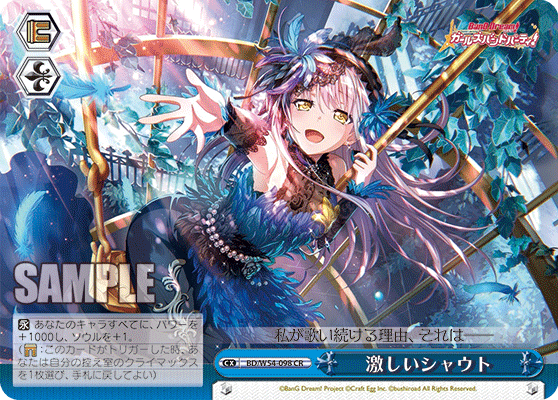 BanG Dream!
ガールズバンドパーティ!
SAMPLE
永 あなたのキャラすべてに、パワーを
+1000し、ソウルを+1。
( :このカードがトリガーした時、あ
なたは自分の控え室のクライマックス
を1枚選び、手札に戻してよい)
私が歌い続ける理由、それは――
CX BD/W54-098 CR
激しいシャウト
©BanG Dream! Project ©Craft Egg Inc. ©bushiroad All Rights Reserved.